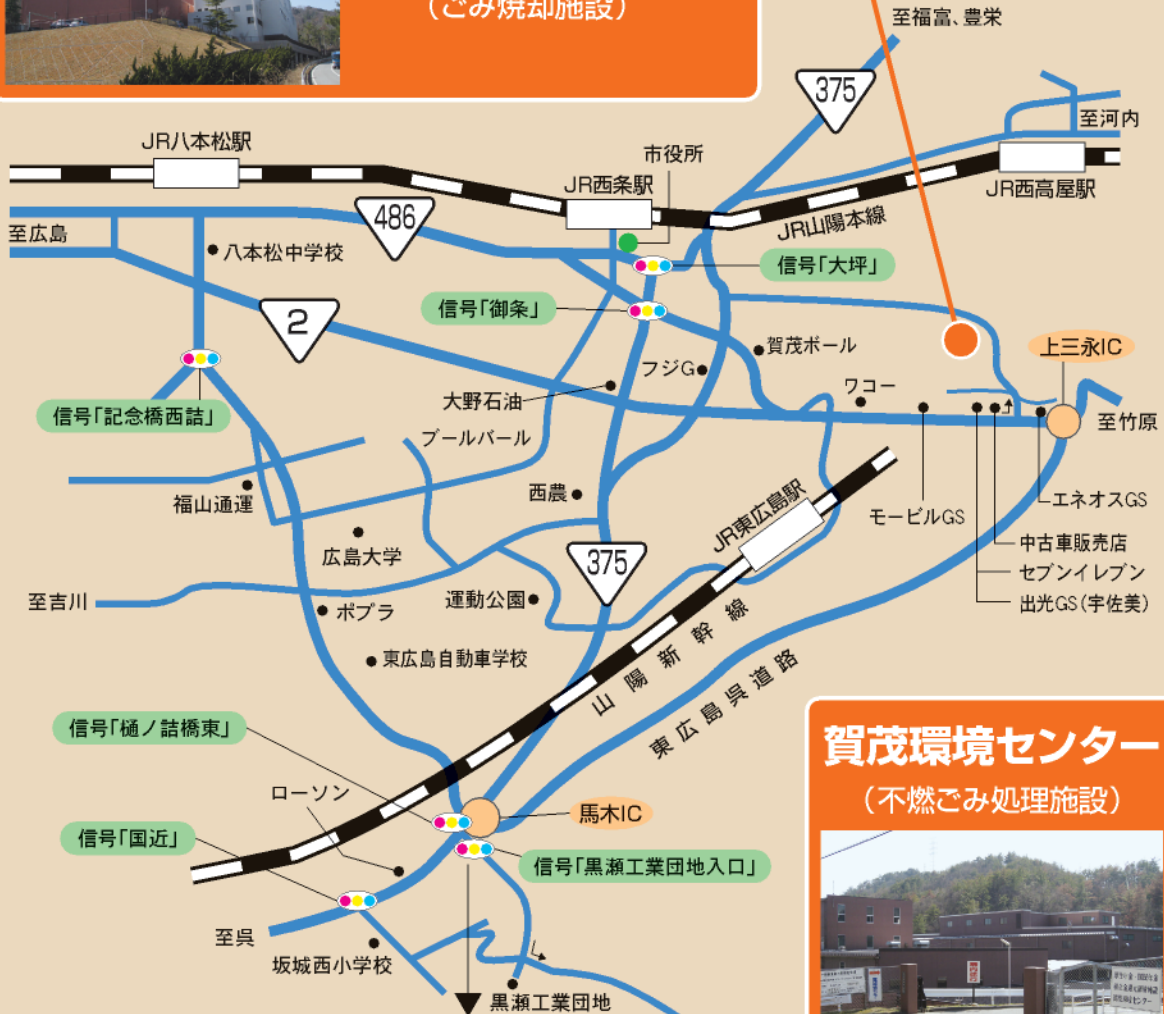 （ごみ焼却施設）
至福富、豊栄
375
至河内
JR八本松駅
市役所
JR西条駅
JR西高屋駅
486
JR山陽本線
至広島
八本松中学校
信号「大坪」
信号「御条」
2
賀茂ボール
上三永IC
フジG
ワコー
大野石油
信号「記念橋西詰」
至竹原
ブールバール
福山通運
西農
JR東広島駅
モービルGS
エネオスGS
中古車販売店
セブンイレブン
出光GS（宇佐美）
広島大学
375
至吉川
ポプラ
運動公園
東広島自動車学校
山陽新幹線
東広島呉道路
信号「樋ノ詰橋東」
賀茂環境センター
（不燃ごみ処理施設）
ローソン
馬木IC
信号「国近」
信号「黒瀬工業団地入口」
至呉
坂城西小学校
黒瀬工業団地